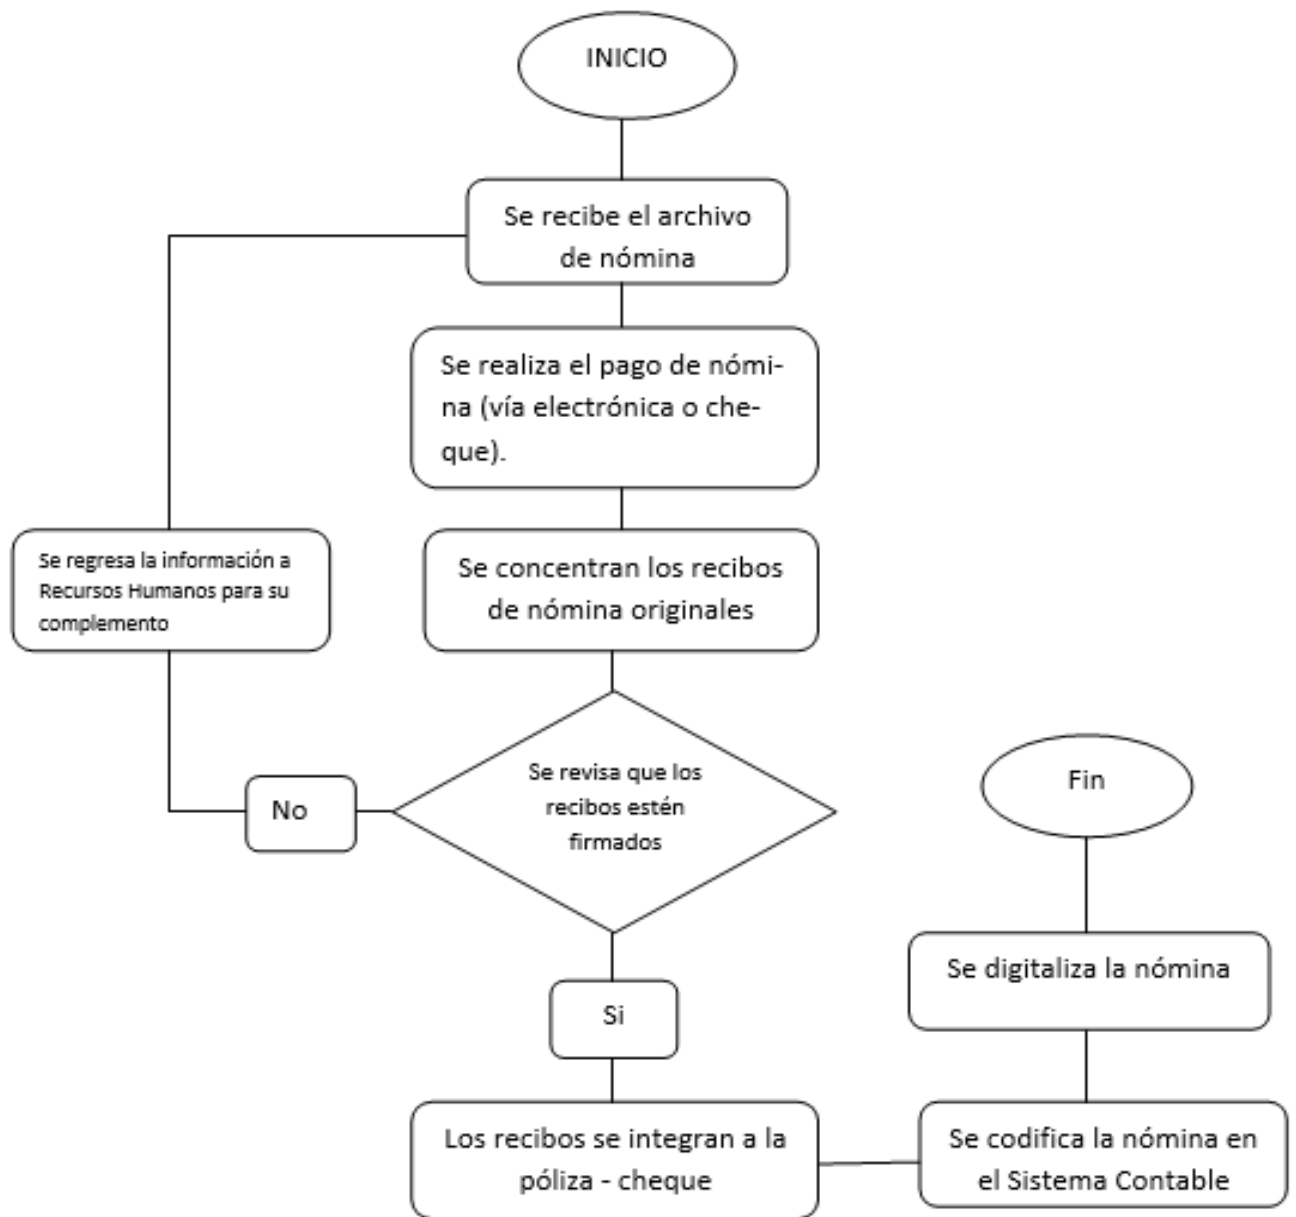 INICIO
Se recibe el archivo
de nómina
Se realiza el pago de nómi-
na (vía electrónica o che-
que).
Se regresa la información a
Recursos Humanos para su
complemento
Se concentran los recibos
de nómina originales
Se revisa que los
recibos estén
firmados
No
Si
Los recibos se integran a la
póliza - cheque
Se codifica la nómina en
el Sistema Contable
Se digitaliza la nómina
Fin